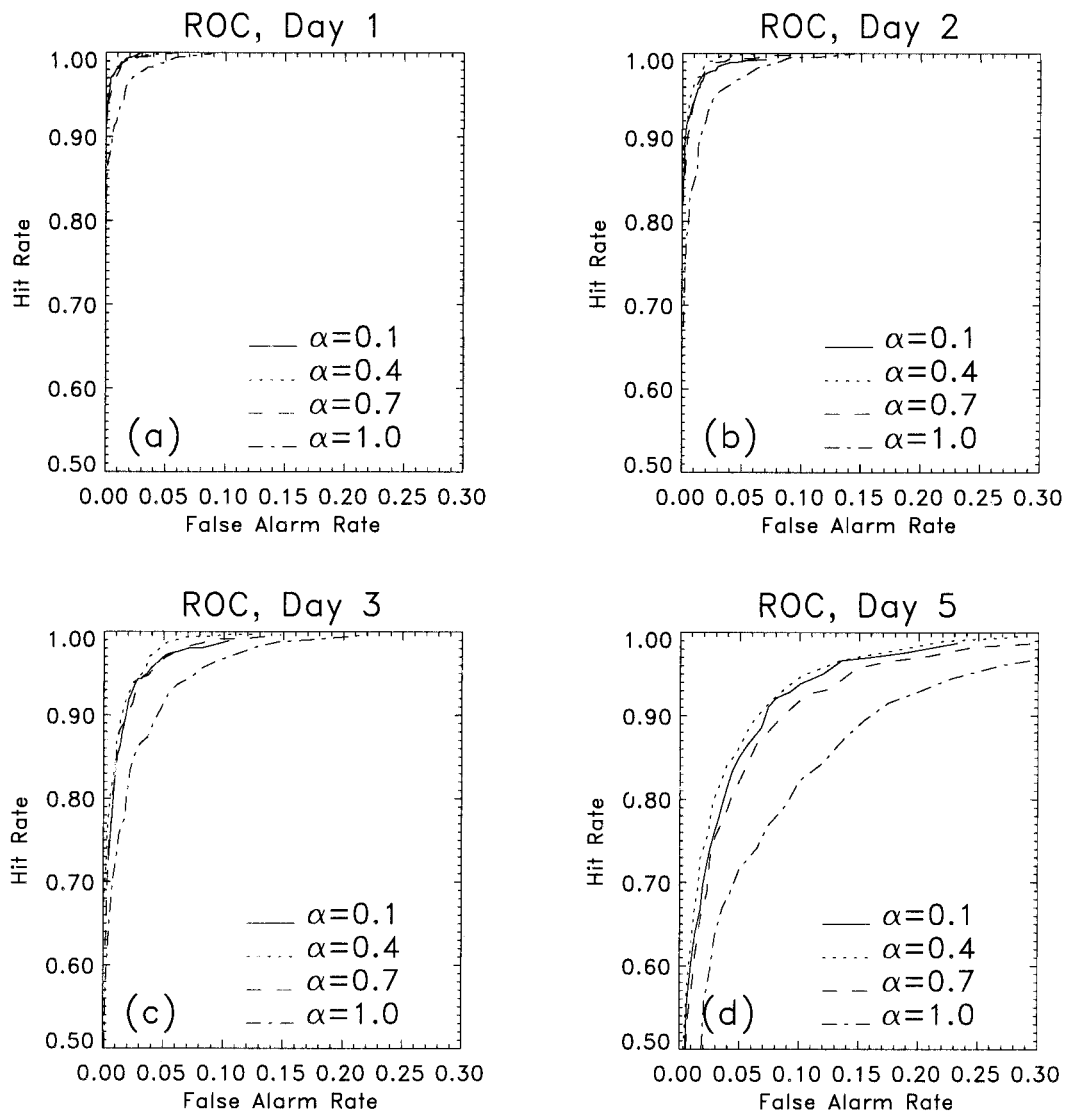 ROC, Day 1
1.00
0.90
0.80
0.70
0.60
0.50
Hit Rate
α=0.1
α=0.4
α=0.7
α=1.0
(a)
0.00 0.05 0.10 0.15 0.20 0.25 0.30
False Alarm Rate
ROC, Day 2
1.00
0.90
0.80
0.70
0.60
0.50
Hit Rate
α=0.1
α=0.4
α=0.7
α=1.0
(b)
0.00 0.05 0.10 0.15 0.20 0.25 0.30
False Alarm Rate
ROC, Day 3
1.00
0.90
0.80
0.70
0.60
0.50
Hit Rate
α=0.1
α=0.4
α=0.7
α=1.0
(c)
0.00 0.05 0.10 0.15 0.20 0.25 0.30
False Alarm Rate
ROC, Day 5
1.00
0.90
0.80
0.70
0.60
0.50
Hit Rate
α=0.1
α=0.4
α=0.7
α=1.0
(d)
0.00 0.05 0.10 0.15 0.20 0.25 0.30
False Alarm Rate